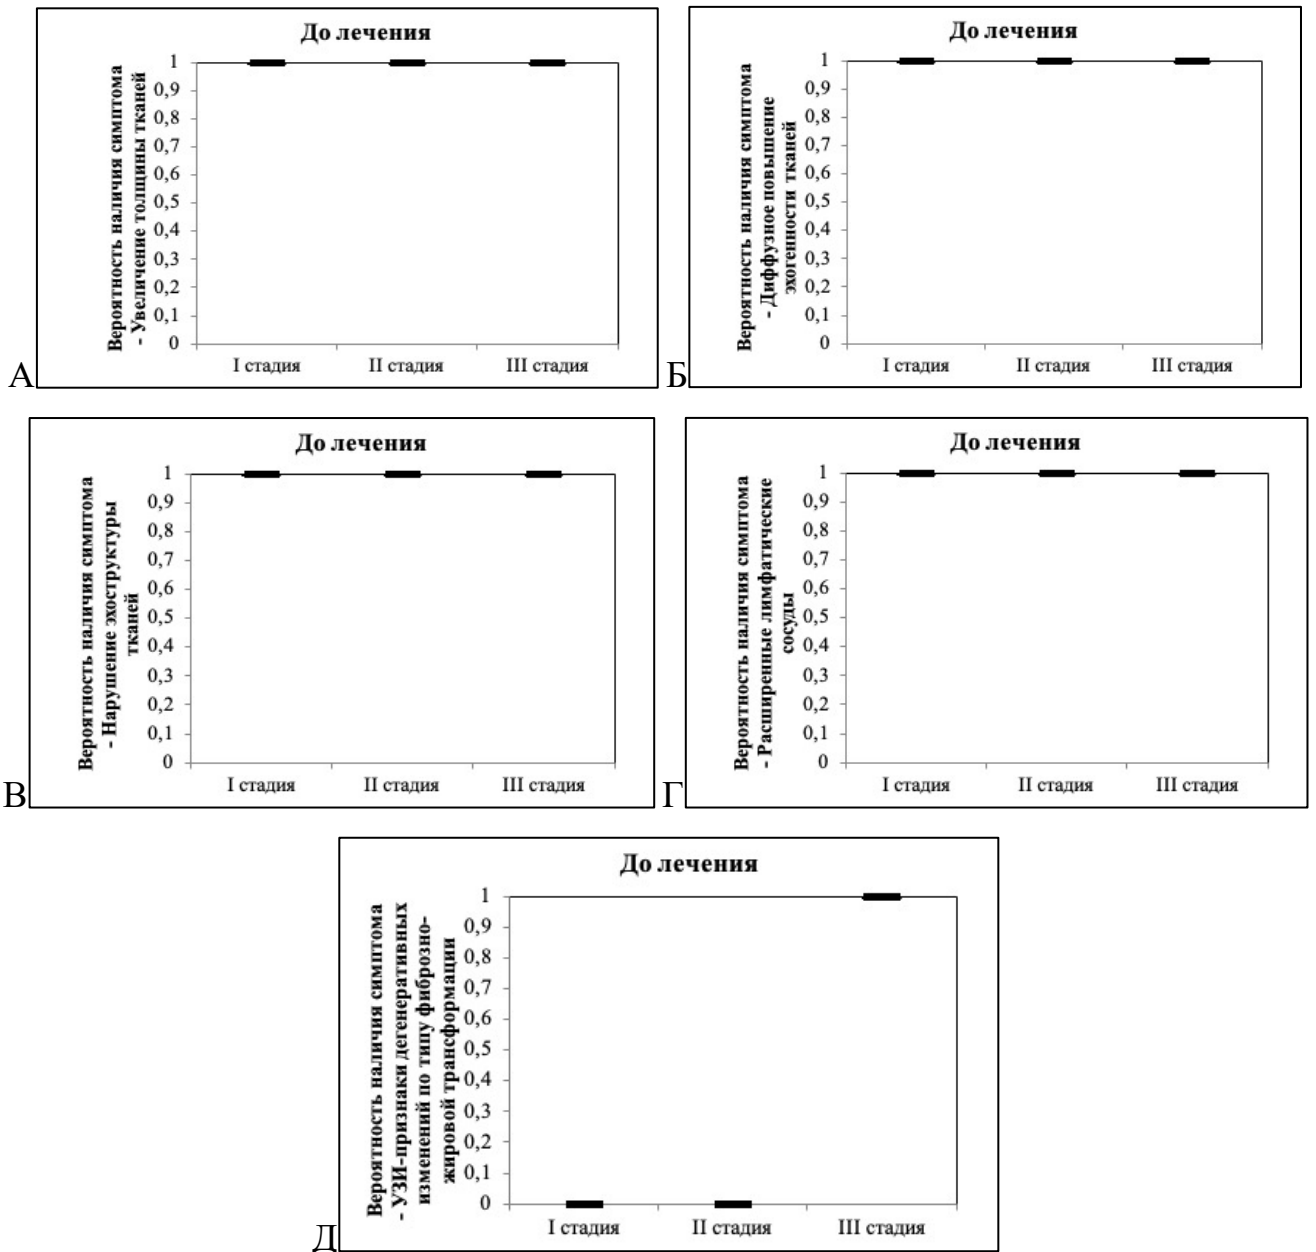 До лечения
Вероятность наличия симптома
- Увеличение толщины тканей
1
0,9
0,8
0,7
0,6
0,5
0,4
0,3
0,2
0,1
0
I стадия II стадия III стадия
А
До лечения
Вероятность наличия симптома
- Диффузное повышение
эхогенности тканей
1
0,9
0,8
0,7
0,6
0,5
0,4
0,3
0,2
0,1
0
I стадия II стадия III стадия
Б
До лечения
Вероятность наличия симптома
- Нарушение эхоструктуры
тканей
1
0,9
0,8
0,7
0,6
0,5
0,4
0,3
0,2
0,1
0
I стадия II стадия III стадия
В
До лечения
Вероятность наличия симптома
- Расширенные лимфатические
сосуды
1
0,9
0,8
0,7
0,6
0,5
0,4
0,3
0,2
0,1
0
I стадия II стадия III стадия
Г
До лечения
Вероятность наличия симптома
- УЗИ-признаки дегенеративных
изменений по типу фиброзно-
жировой трансформации
1
0,9
0,8
0,7
0,6
0,5
0,4
0,3
0,2
0,1
0
I стадия II стадия III стадия
Д